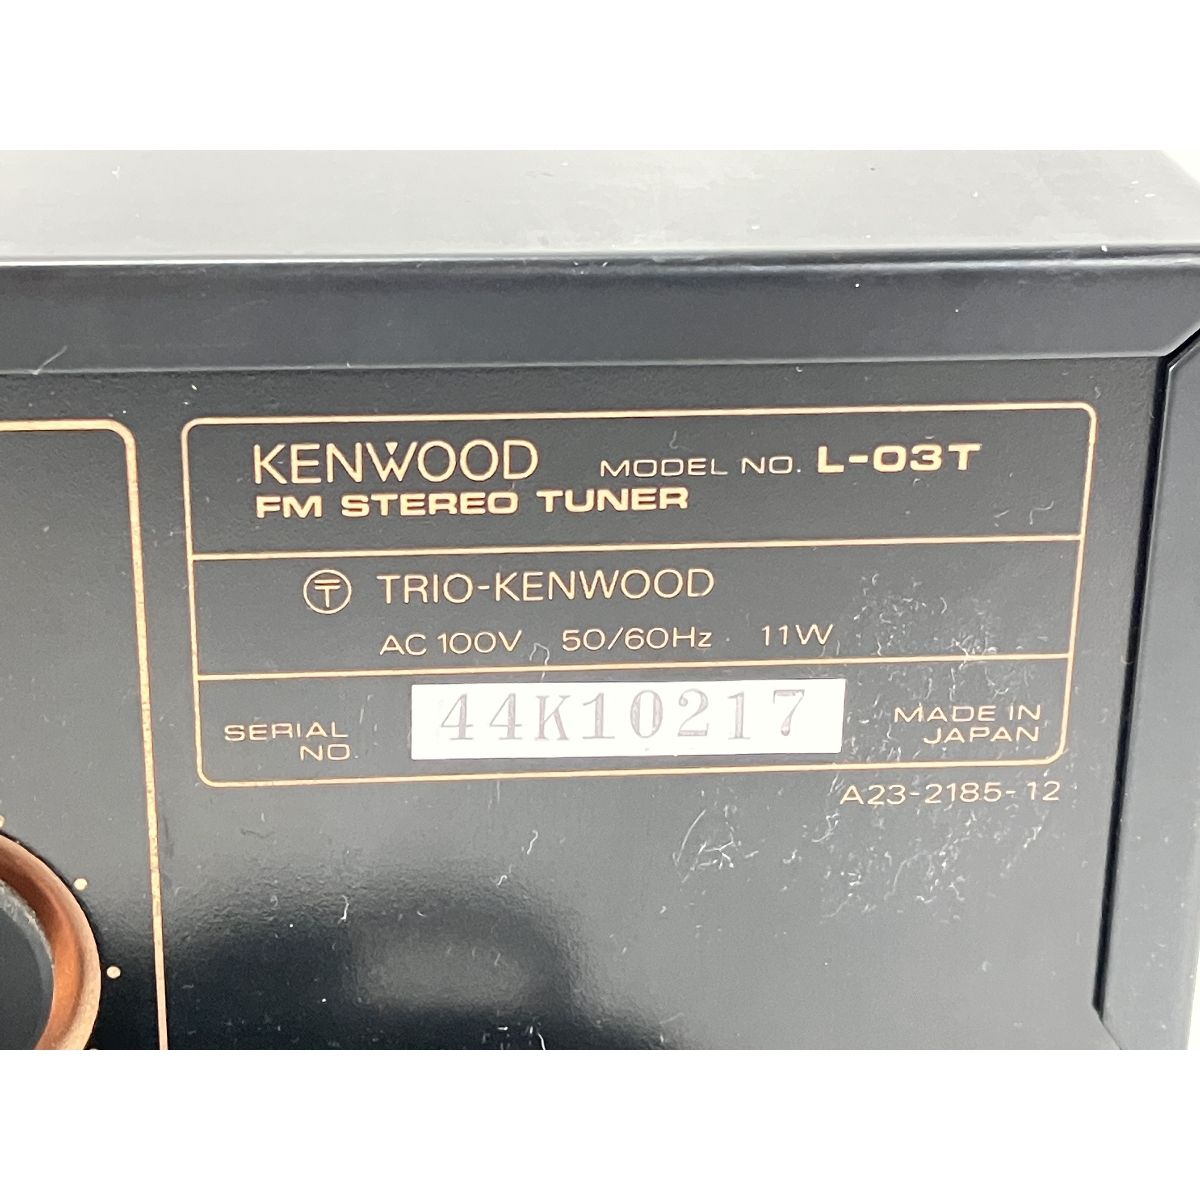 KENWOOD MODEL NO. L-03T
FM STEREO TUNER
〒 TRIO-KENWOOD
AC 100V 50/60Hz 11W
SERIAL NO. 44K10217 MADE IN JAPAN
A23-2185-12